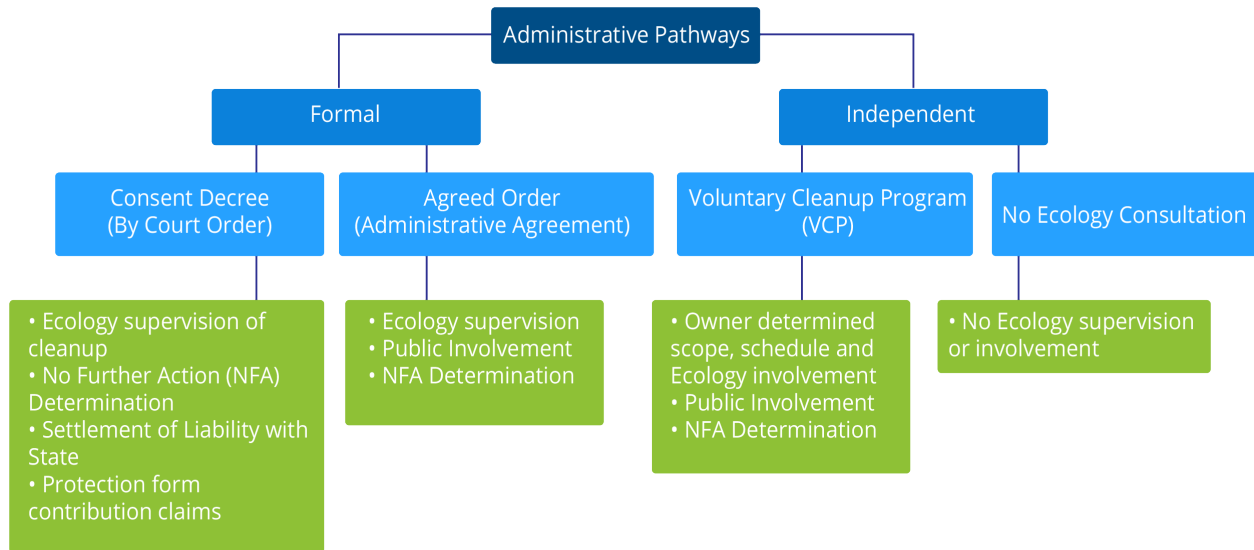 Administrative Pathways
Formal
Independent
Consent Decree
(By Court Order)
Agreed Order
(Administrative Agreement)
Voluntary Cleanup Program
(VCP)
No Ecology Consultation
• Ecology supervision of
cleanup
• No Further Action (NFA)
Determination
• Settlement of Liability with
State
• Protection form
contribution claims
• Ecology supervision
• Public Involvement
• NFA Determination
• Owner determined
scope, schedule and
Ecology involvement
• Public Involvement
• NFA Determination
• No Ecology supervision
or involvement